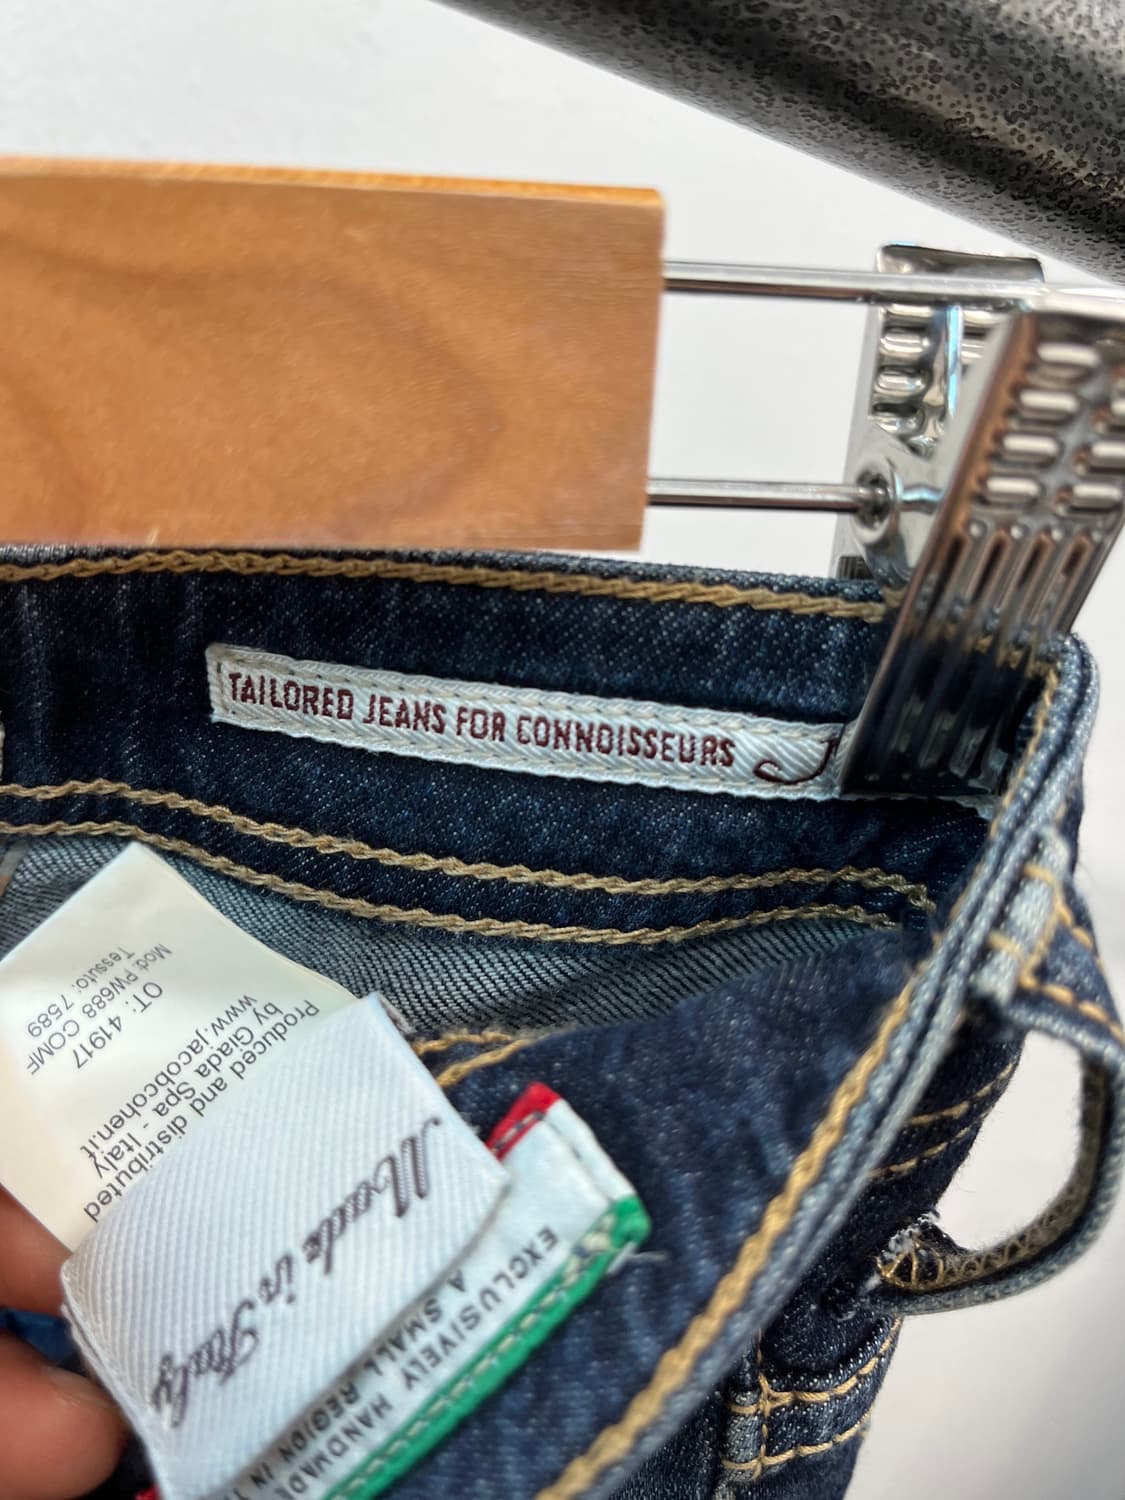 TAILORED JEANS FOR CONNOISSEURS J
Produced and distributed
by Giada Spa - Italy
www.jacobcohen.it
OT: 41917
Mod: PW688 COMF
Tessuto: 7589
Made in Italy
EXCLUSIVELY HANDMADE
A SMALL REGION IN